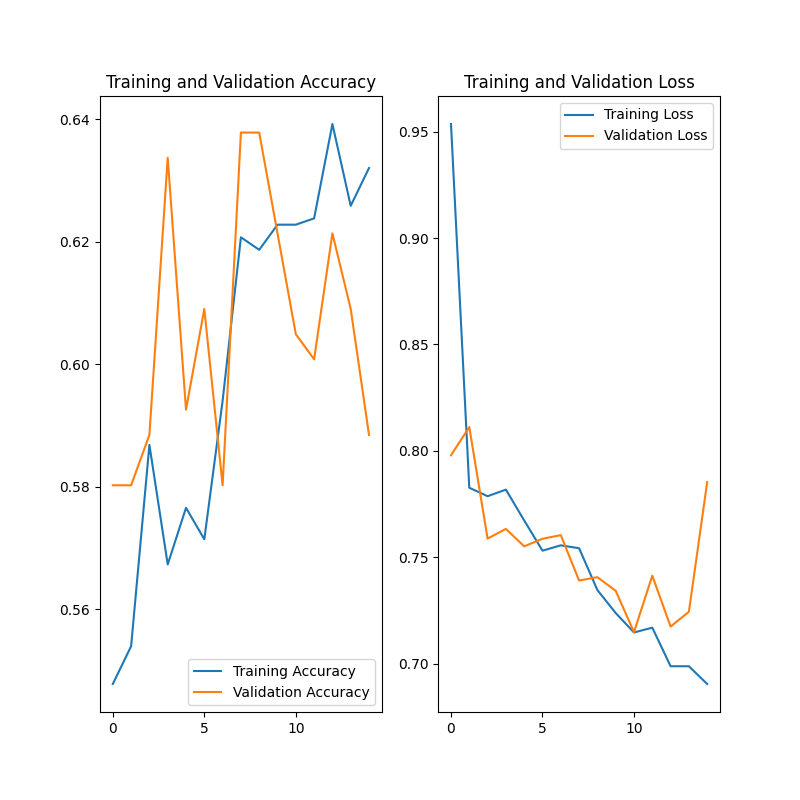 Training and Validation Accuracy
0.64
0.62
0.60
0.58
0.56
0
5
10
Training Accuracy
Validation Accuracy
Training and Validation Loss
0.95
0.90
0.85
0.80
0.75
0.70
0
5
10
Training Loss
Validation Loss